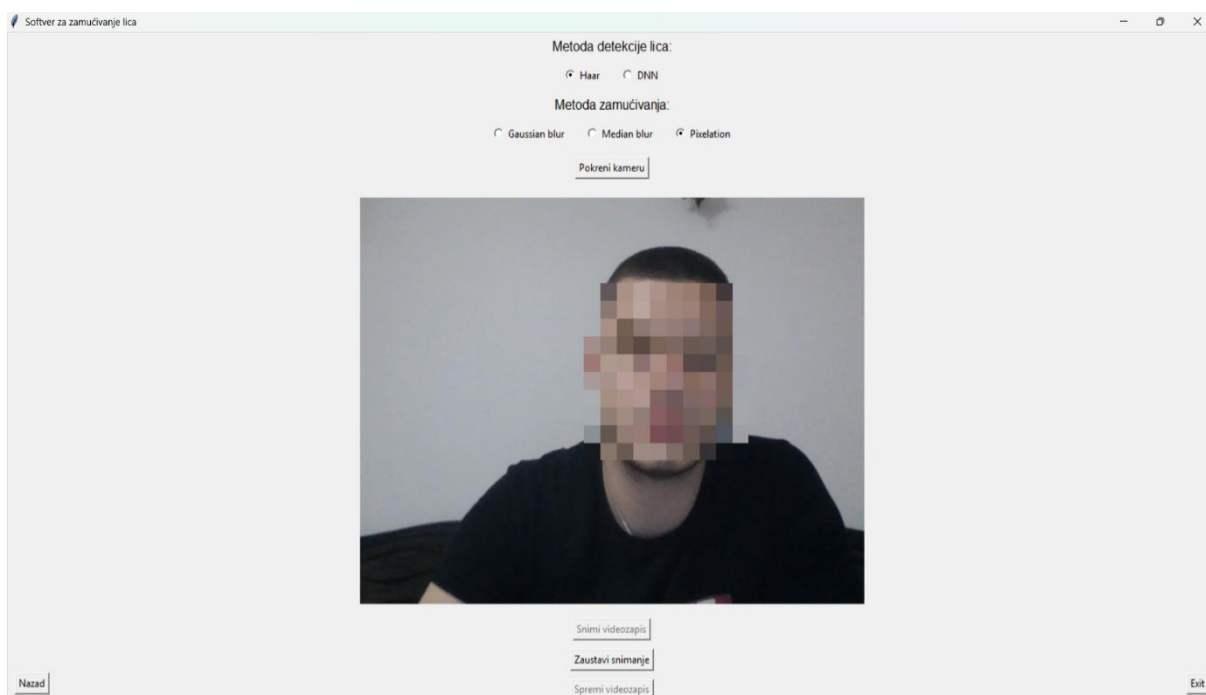 Softver za zamućivanje lica
Metoda detekcije lica:
Haar DNN
Metoda zamućivanja:
Gaussian blur Median blur Pixelation
Pokreni kameru
Snimi videozapis
Zaustavi snimanje
Nazad Exit
Spremi videozapis